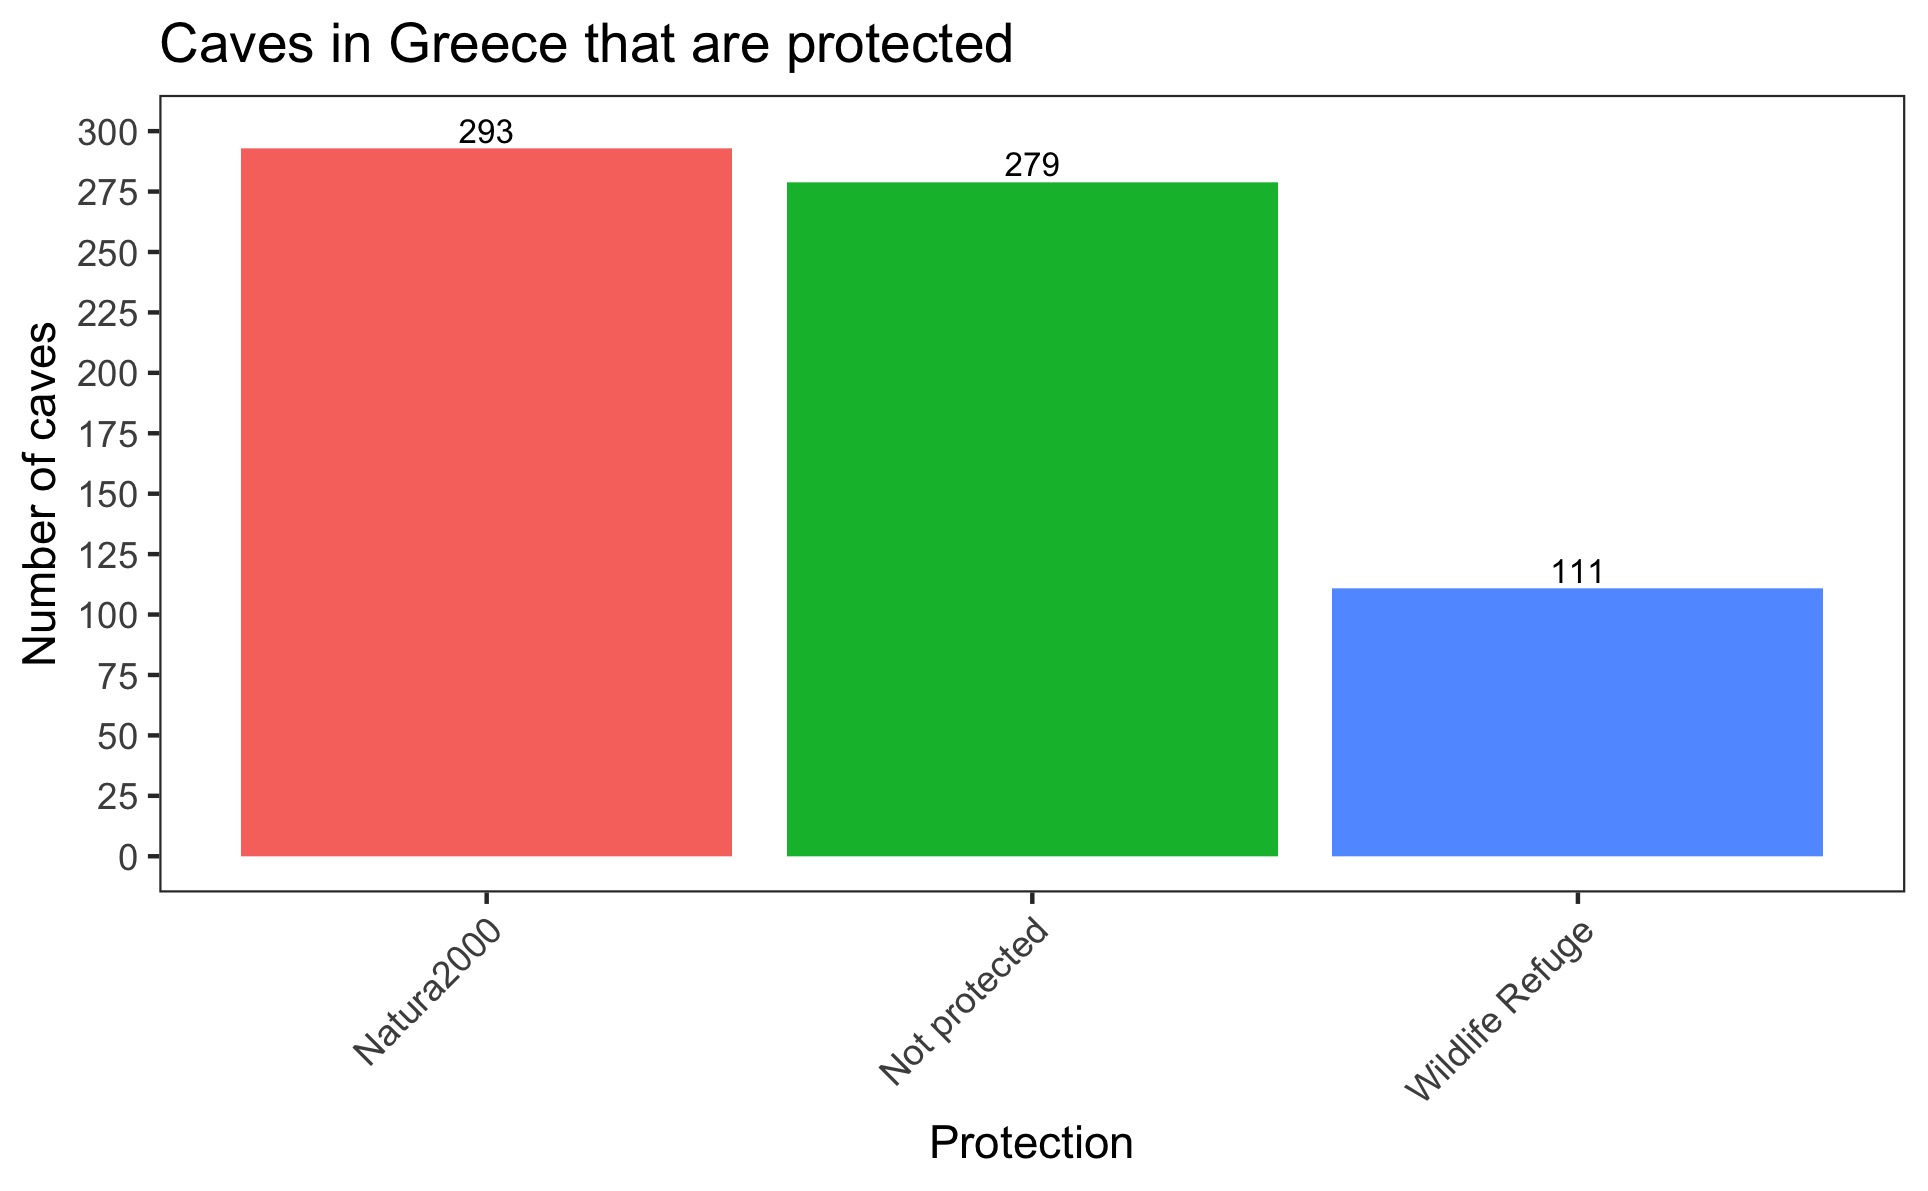 Caves in Greece that are protected
300
275
250
225
200
175
150
125
100
75
50
25
0
Number of caves
293
279
111
Natura2000
Not protected
Wildlife Refuge
Protection